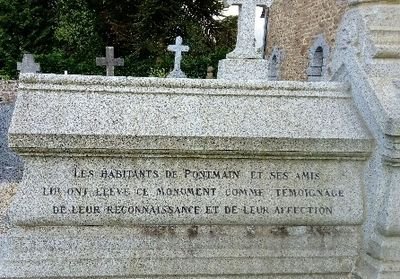 LES HABITANTS DE PONTMAIN ET SES AMIS
LUI ONT ELEVÉ CE MONUMENT COMME TÉMOIGNAGE
DE LEUR RECONNAISSANCE ET DE LEUR AFFECTION